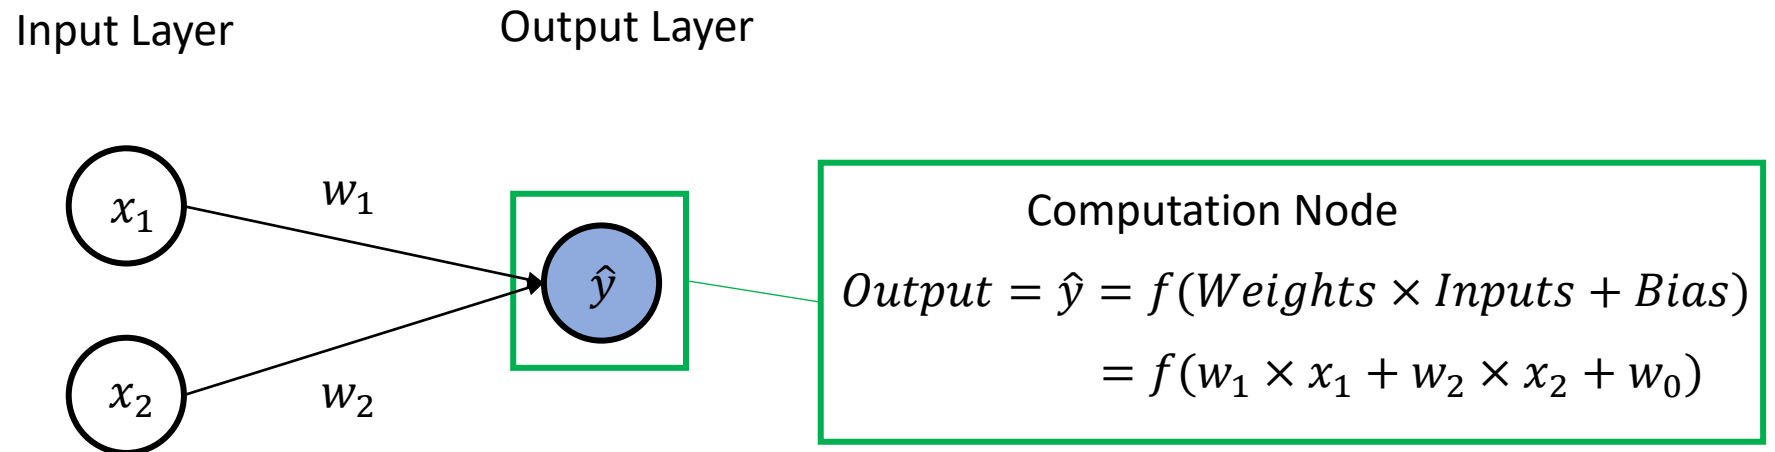 Input Layer
Output Layer
x₁
w₁
ŷ
x₂
w₂
Computation Node
Output = ŷ = f(Weights × Inputs + Bias)
= f(w₁ × x₁ + w₂ × x₂ + w₀)